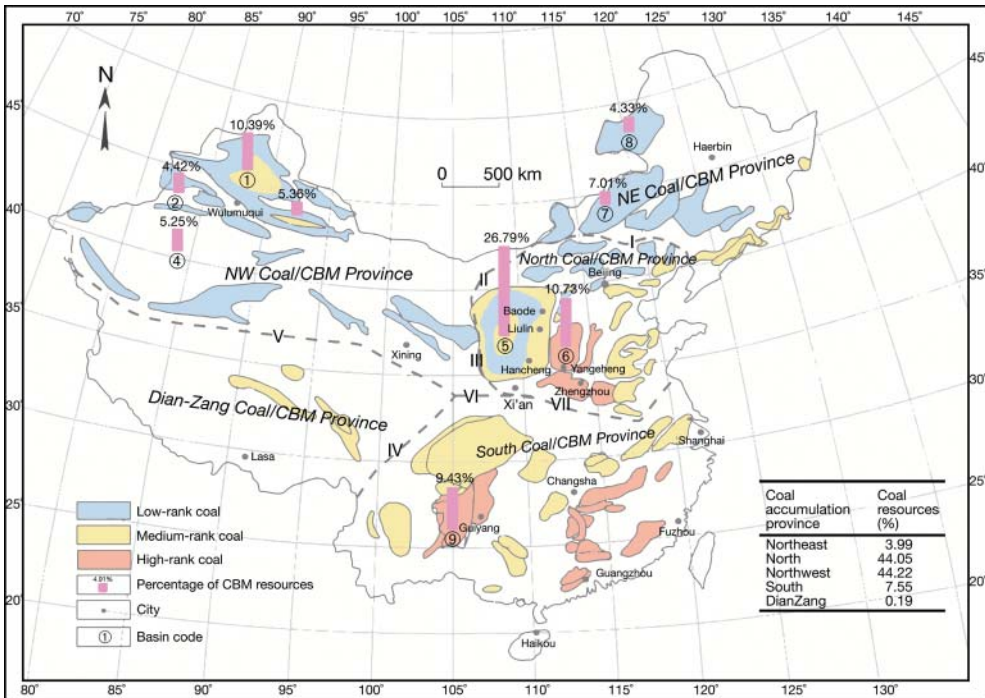 70° 75° 80° 85° 90° 95° 100° 105° 110° 115° 120° 125° 130° 135° 140° 145°
45°
40°
35°
30°
25°
20°
45°
40°
35°
30°
25°
20°
80° 85° 90° 95° 100° 105° 110° 115° 120° 125° 130°
N
0 500 km
4.33%
⑧
Haerbin
10.39%
①
4.42%
②
5.36%
Wulumuqui
5.25%
④
7.01%
⑦
NE Coal/CBM Province
26.79%
I
North Coal/CBM Province
Beijing
NW Coal/CBM Province
II
10.73%
Baode
Liulin
⑤
⑥
V
Xining
III
Hancheng
Yangeheng
Zhengzhou
VI
Xi'an
VII
Dian-Zang Coal/CBM Province
IV
South Coal/CBM Province
Shanghai
Lasa
9.43%
Changsha
Guiyang
⑨
Fuzhou
Guangzhou
Haikou
Low-rank coal
Medium-rank coal
High-rank coal
4.01%
Percentage of CBM resources
City
① Basin code
Coal accumulation province
Coal resources (%)
Northeast 3.99
North 44.05
Northwest 44.22
South 7.55
DianZang 0.19